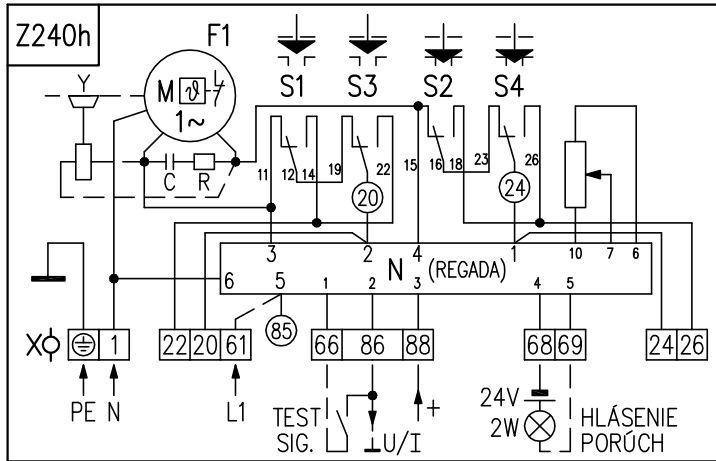 Z240h
F1
Y
M ϑ
1~
S1 S3 S2 S4
C R
11 12 14 19 22 15 16 18 23 26
20 24
3 2 4 1 10 7 6
N (REGADA)
6 5 1 2 3 4 5
85
X 1 22 20 61 66 86 88 68 69 24 26
PE N L1
TEST
SIG.
U/I
+
24V
2W
HLÁSENIE
PORÚCH